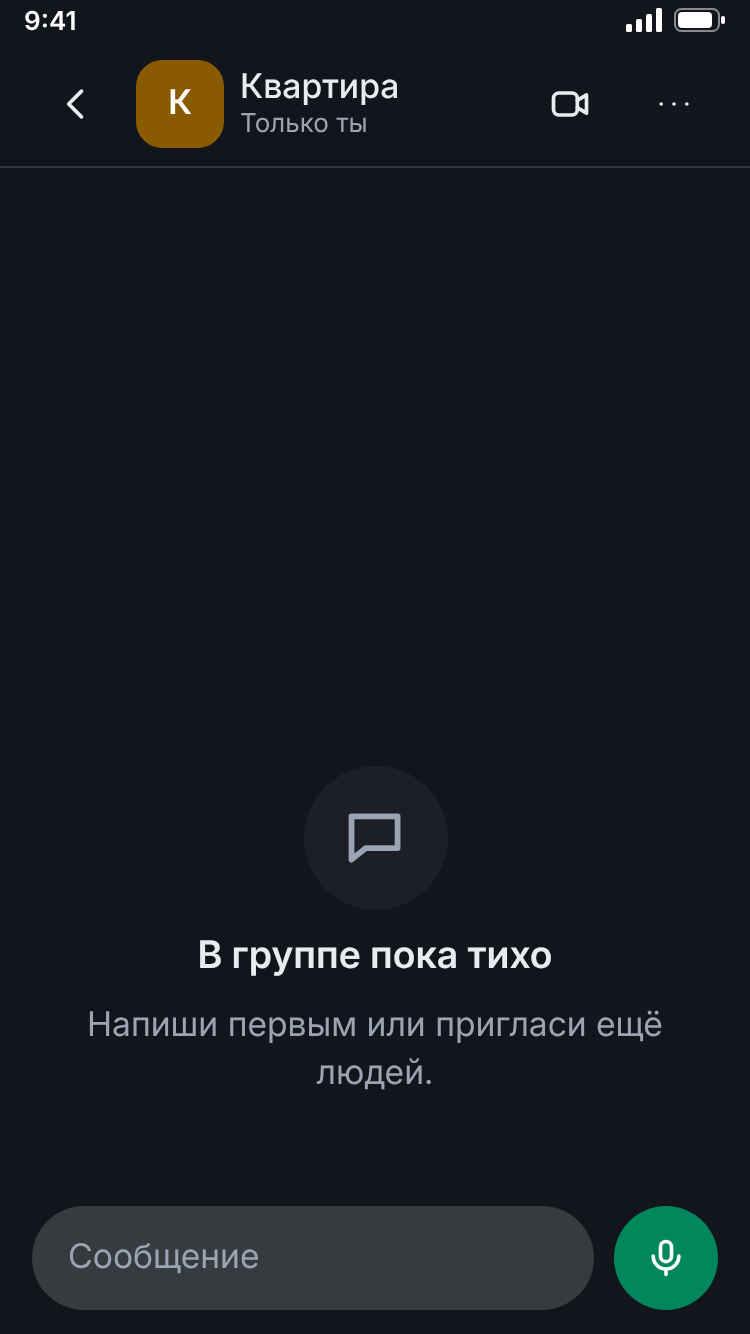 9:41
К
Квартира
Только ты
В группе пока тихо
Напиши первым или пригласи ещё
людей.
Сообщение